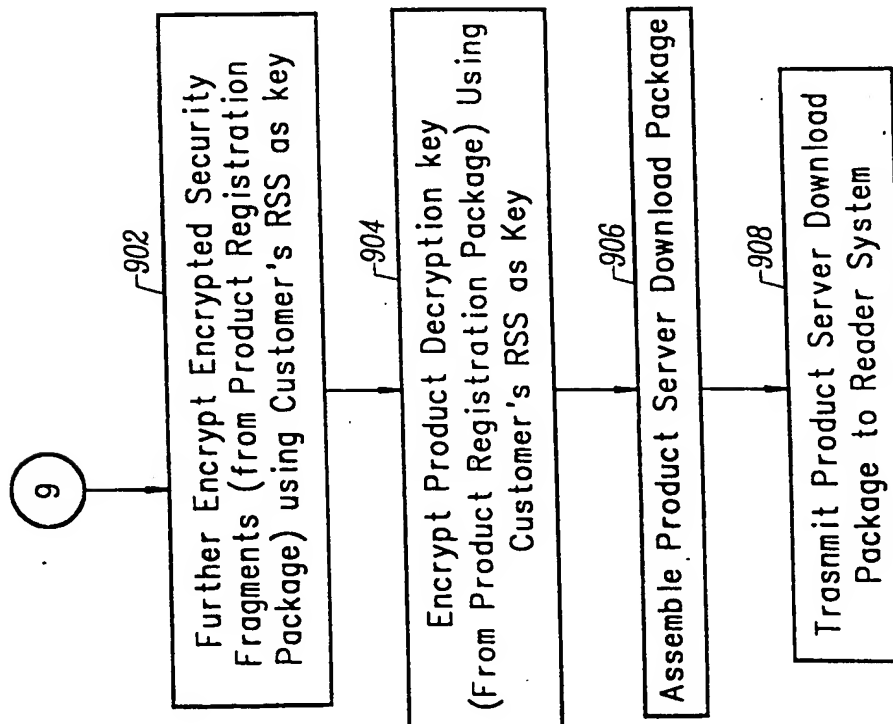 9
902
Further Encrypt Encrypted Security
Fragments (from Product Registration
Package) using Customer's RSS as key
904
Encrypt Product Decryption key
(From Product Registration Package) Using
Customer's RSS as Key
906
Assemble Product Server Download Package
908
Trasnmit Product Server Download
Package to Reader System